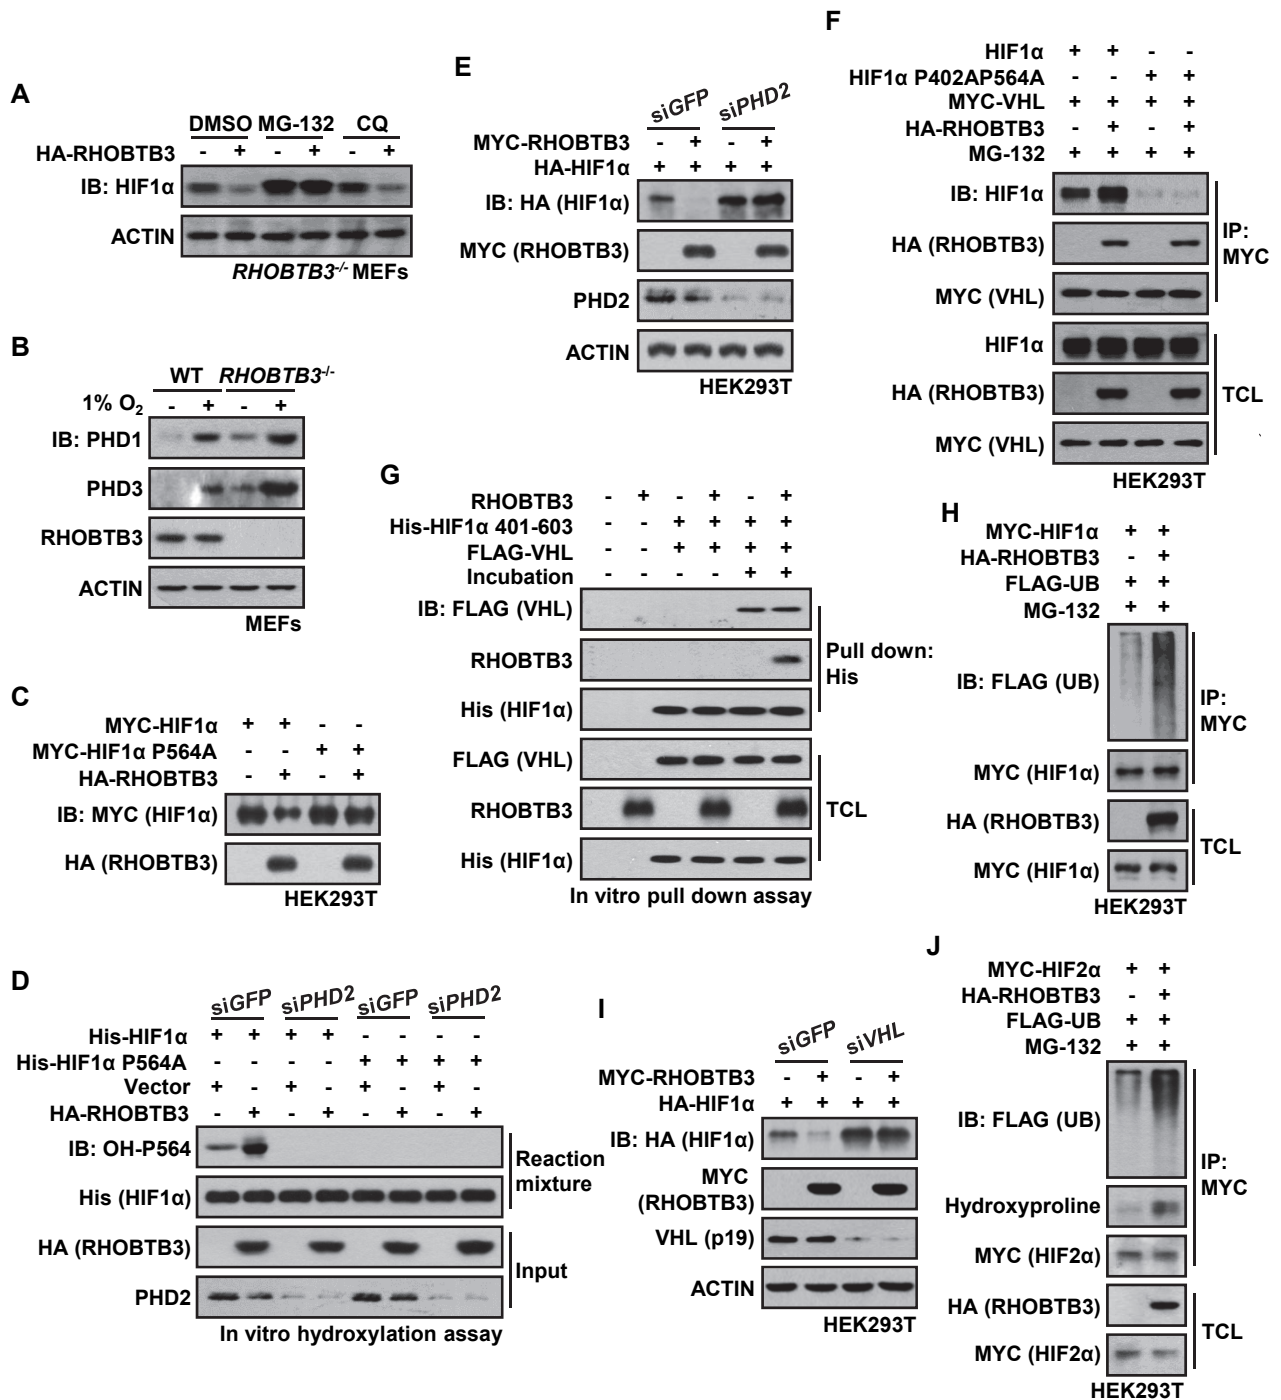 A
DMSO MG-132 CQ
HA-RHOBTB3 - + - + - +
IB: HIF1α
ACTIN
RHOBTB3-/- MEFs
B
WT RHOBTB3-/-
1% O2 - + - +
IB: PHD1
PHD3
RHOBTB3
ACTIN
MEFs
C
MYC-HIF1α + + - -
MYC-HIF1α P564A - - + +
HA-RHOBTB3 - + - +
IB: MYC (HIF1α)
HA (RHOBTB3)
HEK293T
D
siGFP siPHD2 siGFP siPHD2
His-HIF1α + + + + - - - -
His-HIF1α P564A - - - - + + + +
Vector + - + - + - + -
HA-RHOBTB3 - + - + - + - +
IB: OH-P564
His (HIF1α)
Reaction
mixture
HA (RHOBTB3)
PHD2
Input
In vitro hydroxylation assay
E
siGFP siPHD2
MYC-RHOBTB3 - + - +
HA-HIF1α + + + +
IB: HA (HIF1α)
MYC (RHOBTB3)
PHD2
ACTIN
HEK293T
F
HIF1α + + - -
HIF1α P402AP564A - - + +
MYC-VHL + + + +
HA-RHOBTB3 - + - +
MG-132 + + + +
IB: HIF1α
HA (RHOBTB3)
MYC (VHL)
IP:
MYC
HIF1α
HA (RHOBTB3)
MYC (VHL)
TCL
HEK293T
G
RHOBTB3 - + - + - +
His-HIF1α 401-603 - - + + + +
FLAG-VHL - - + + + +
Incubation - - - - + +
IB: FLAG (VHL)
RHOBTB3
His (HIF1α)
Pull down:
His
FLAG (VHL)
RHOBTB3
His (HIF1α)
TCL
In vitro pull down assay
H
MYC-HIF1α + +
HA-RHOBTB3 - +
FLAG-UB + +
MG-132 + +
IB: FLAG (UB)
MYC (HIF1α)
IP:
MYC
HA (RHOBTB3)
MYC (HIF1α)
TCL
HEK293T
I
siGFP siVHL
MYC-RHOBTB3 - + - +
HA-HIF1α + + + +
IB: HA (HIF1α)
MYC
(RHOBTB3)
VHL (p19)
ACTIN
HEK293T
J
MYC-HIF2α + +
HA-RHOBTB3 - +
FLAG-UB + +
MG-132 + +
IB: FLAG (UB)
Hydroxyproline
MYC (HIF2α)
IP:
MYC
HA (RHOBTB3)
MYC (HIF2α)
TCL
HEK293T